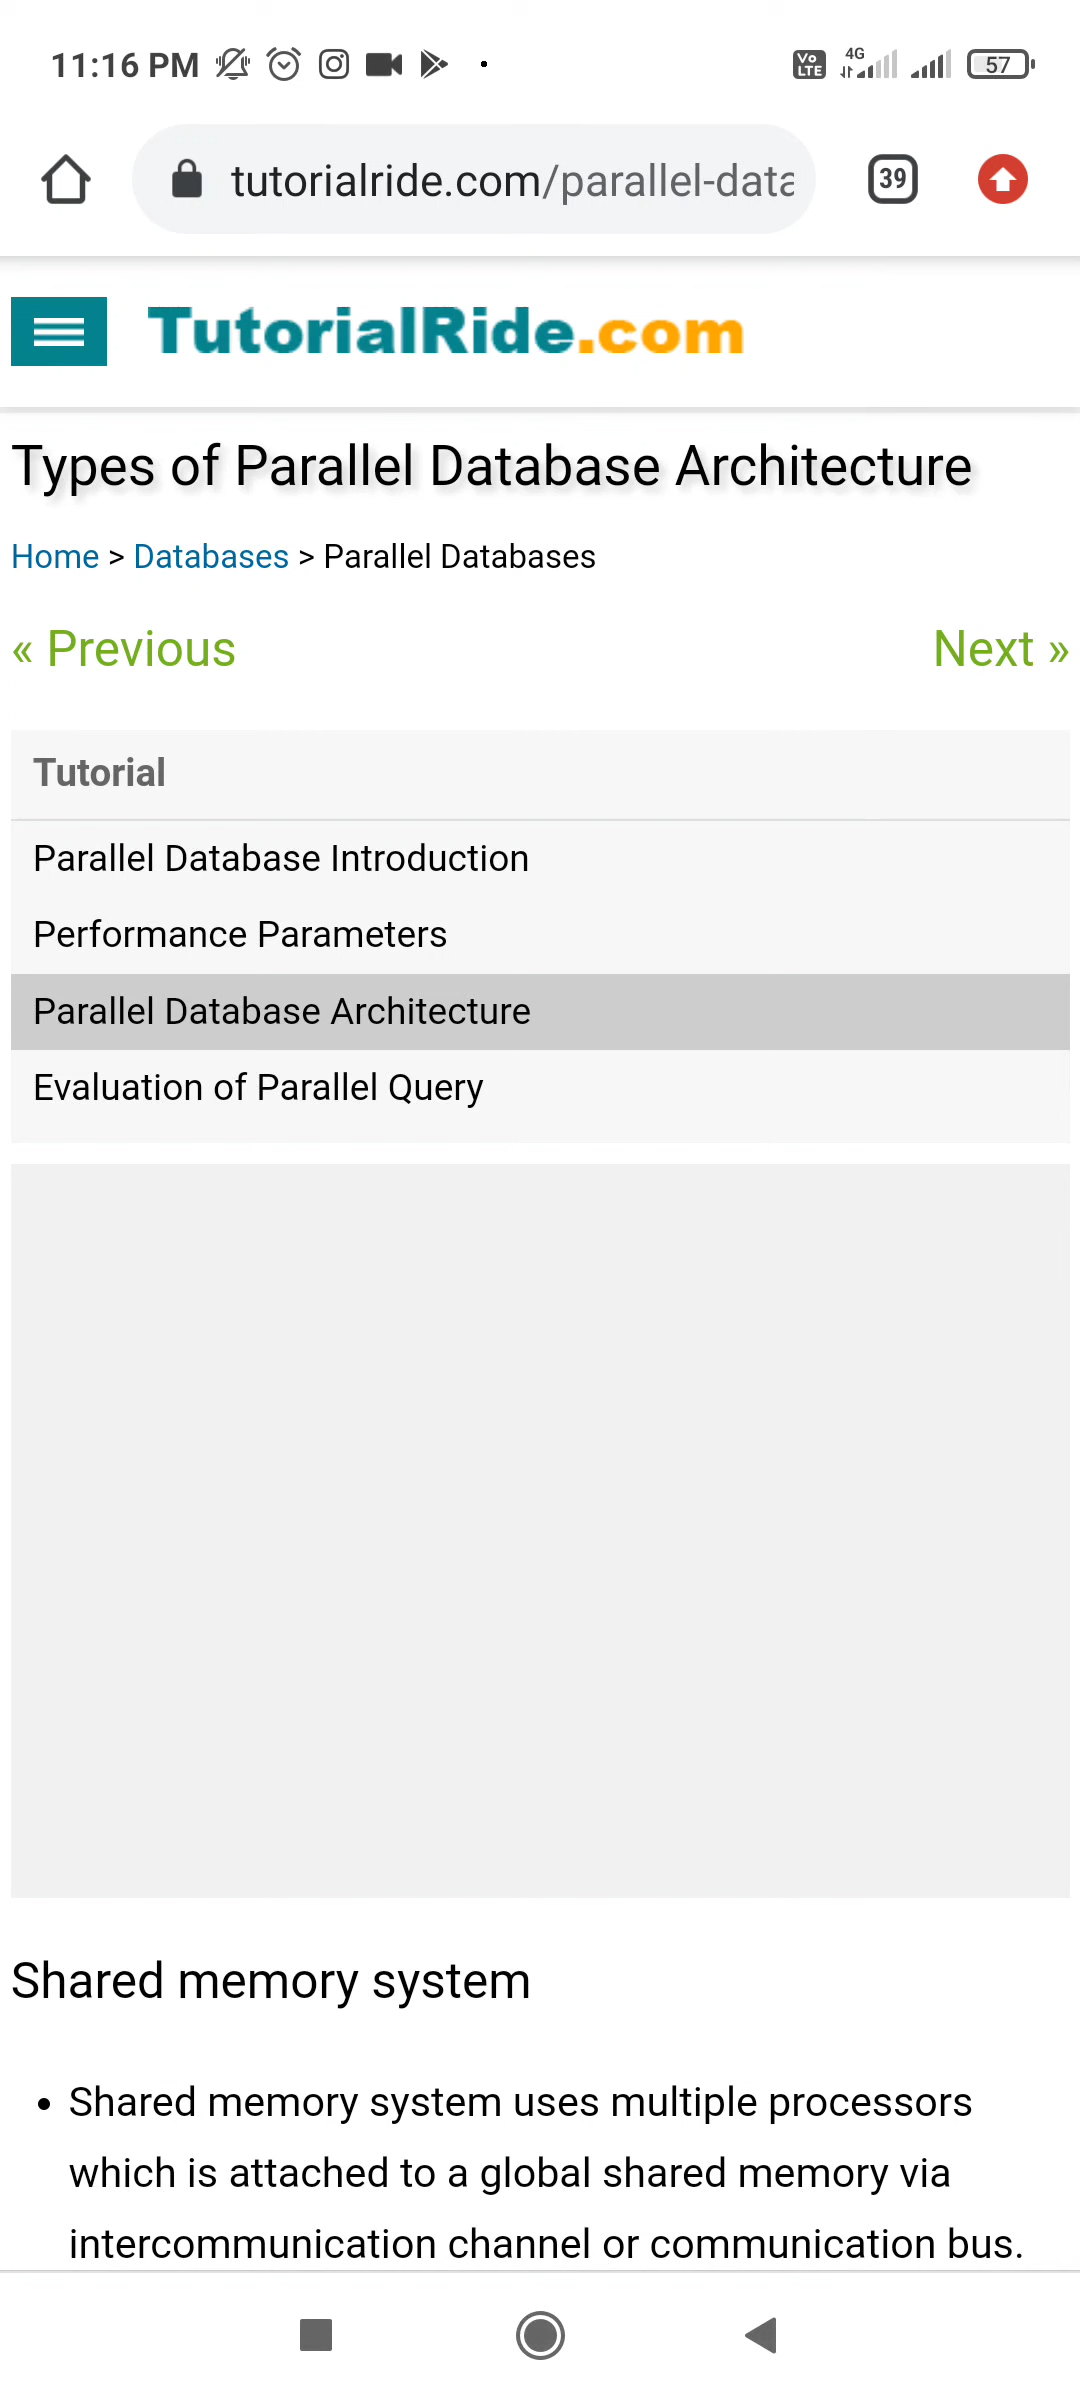 11:16 PM
Vo LTE 4G 57
tutorialride.com/parallel-data
39
TutorialRide.com
Types of Parallel Database Architecture
Home > Databases > Parallel Databases
« Previous Next »
Tutorial
Parallel Database Introduction
Performance Parameters
Parallel Database Architecture
Evaluation of Parallel Query
Shared memory system
• Shared memory system uses multiple processors
which is attached to a global shared memory via
intercommunication channel or communication bus.